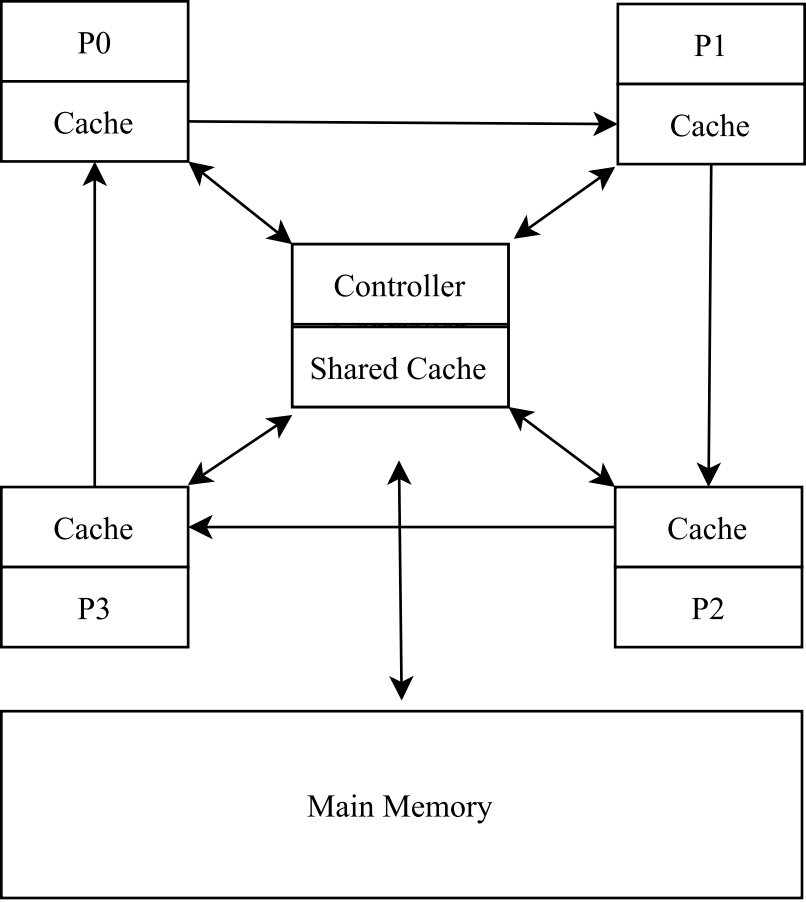 P0
P1
Cache
Cache
Controller
Shared Cache
Cache
Cache
P3
P2
Main Memory